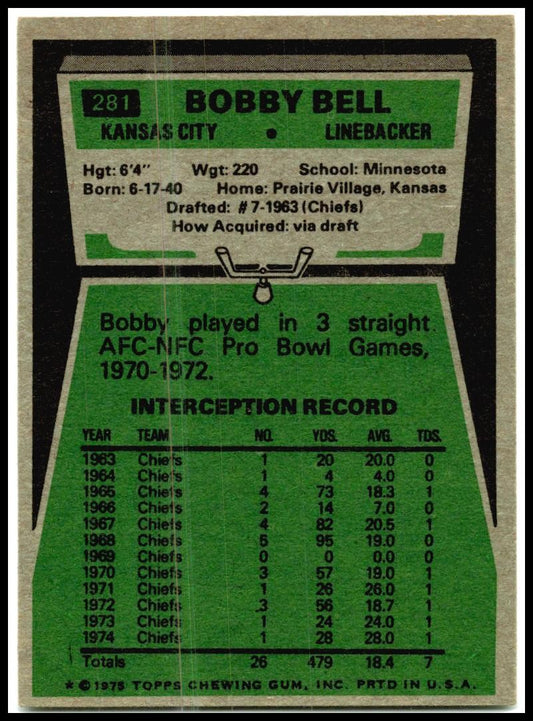 281 BOBBY BELL
KANSAS CITY • LINEBACKER
Hgt: 6'4" Wgt: 220 School: Minnesota
Born: 6-17-40 Home: Prairie Village, Kansas
Drafted: #7-1963 (Chiefs)
How Acquired: via draft
Bobby played in 3 straight
AFC-NFC Pro Bowl Games,
1970-1972.
INTERCEPTION RECORD
YEAR TEAM NO. YDS. AVG. TDS.
1963 Chiefs 1 20 20.0 0
1964 Chiefs 1 4 4.0 0
1965 Chiefs 4 73 18.3 1
1966 Chiefs 2 14 7.0 0
1967 Chiefs 4 82 20.5 1
1968 Chiefs 5 95 19.0 0
1969 Chiefs 0 0 0.0 0
1970 Chiefs 3 57 19.0 1
1971 Chiefs 1 26 26.0 1
1972 Chiefs 3 56 18.7 1
1973 Chiefs 1 24 24.0 1
1974 Chiefs 1 28 28.0 1
Totals 26 479 18.4 7
* © 1975 TOPPS CHEWING GUM, INC. PRTD IN U.S.A.